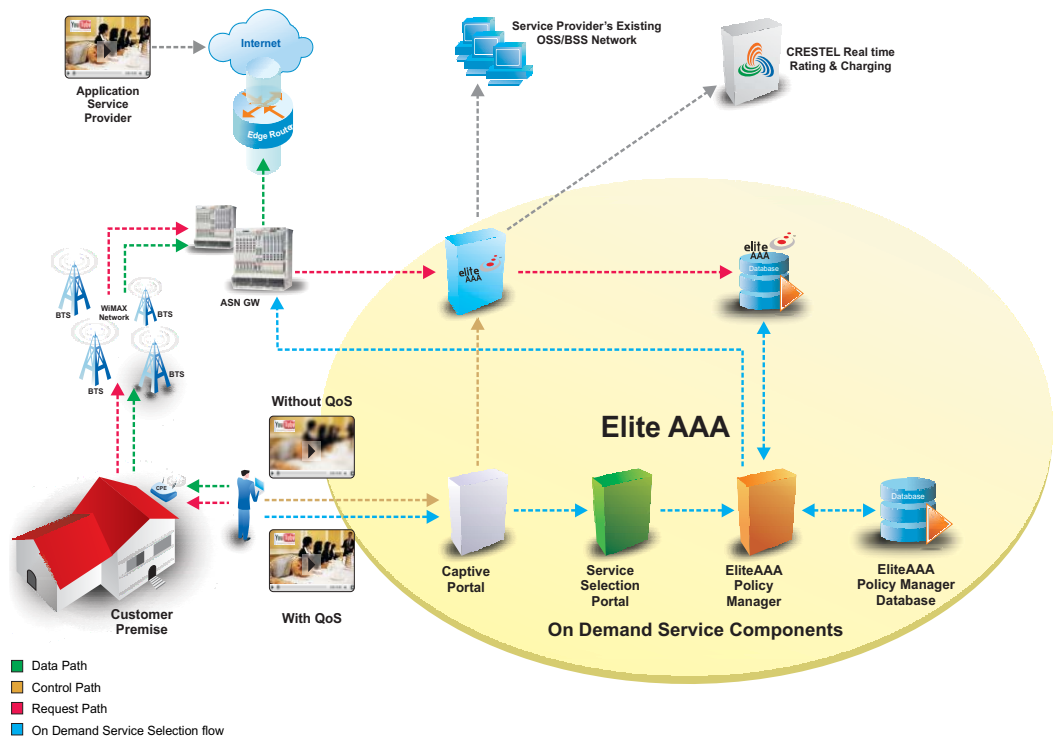 YouTube
Application
Service
Provider
Internet
Edge Router
Service Provider's Existing
OSS/BSS Network
CRESTEL Real time
Rating & Charging
ASN GW
BTS
WiMAX
Network
BTS
BTS
BTS
elite
AAA
elite
AAA
Database
Without QoS
YouTube
Elite AAA
CPE
YouTube
With QoS
Customer
Premise
Captive
Portal
Service
Selection
Portal
EliteAAA
Policy
Manager
Database
EliteAAA
Policy Manager
Database
On Demand Service Components
Data Path
Control Path
Request Path
On Demand Service Selection flow